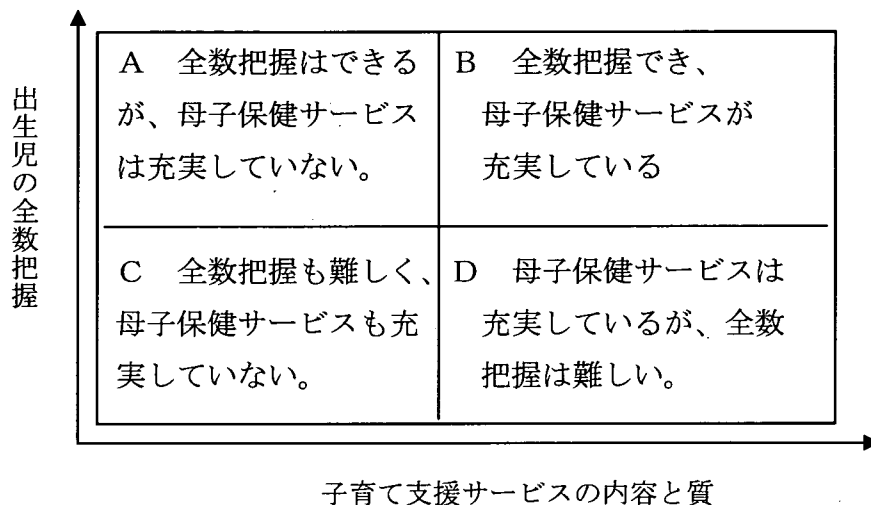 出生児の全数把握
A 全数把握はできる
が、母子保健サービス
は充実していない。
B 全数把握でき、
母子保健サービスが
充実している
C 全数把握も難しく、
母子保健サービスも充
実していない。
D 母子保健サービスは
充実しているが、全数
把握は難しい。
子育て支援サービスの内容と質